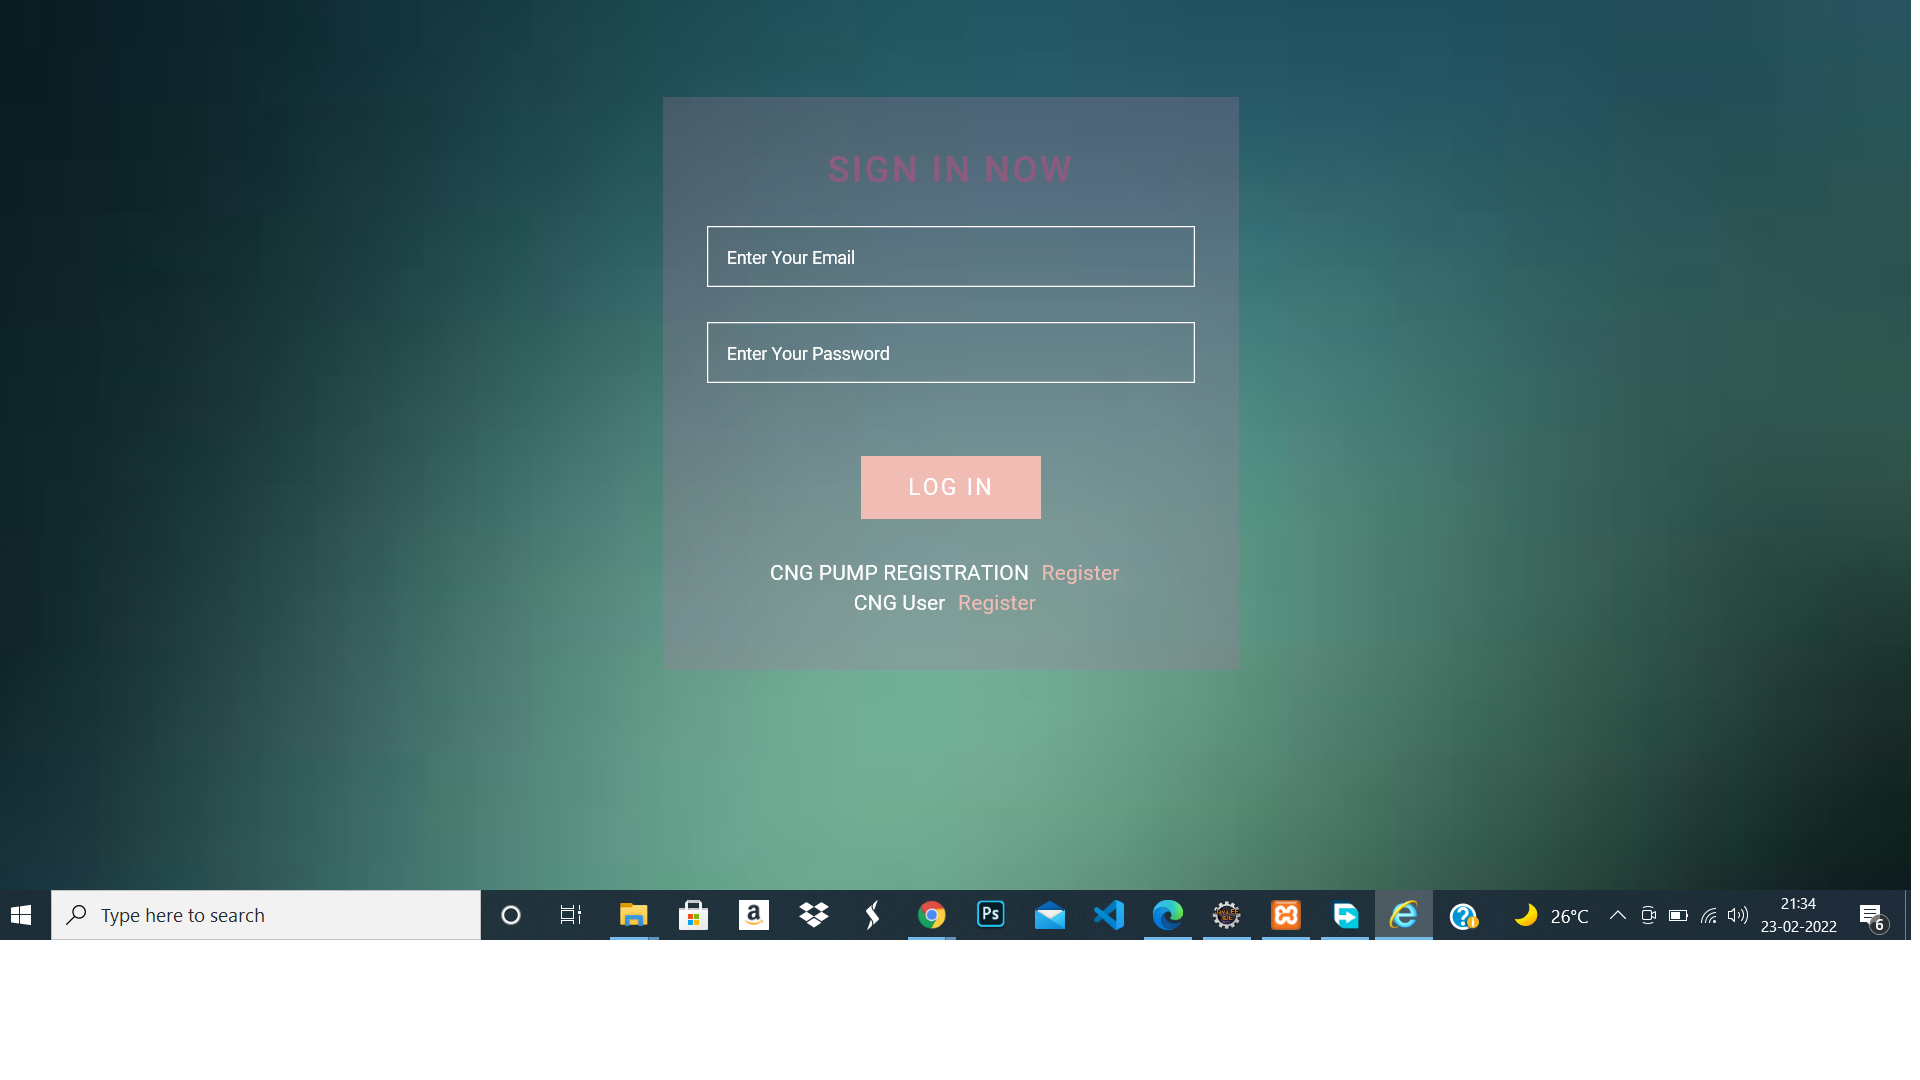 SIGN IN NOW
Enter Your Email
Enter Your Password
LOG IN
CNG PUMP REGISTRATION Register
CNG User Register
Type here to search
a
Ps
26°C
21:34
23-02-2022
6